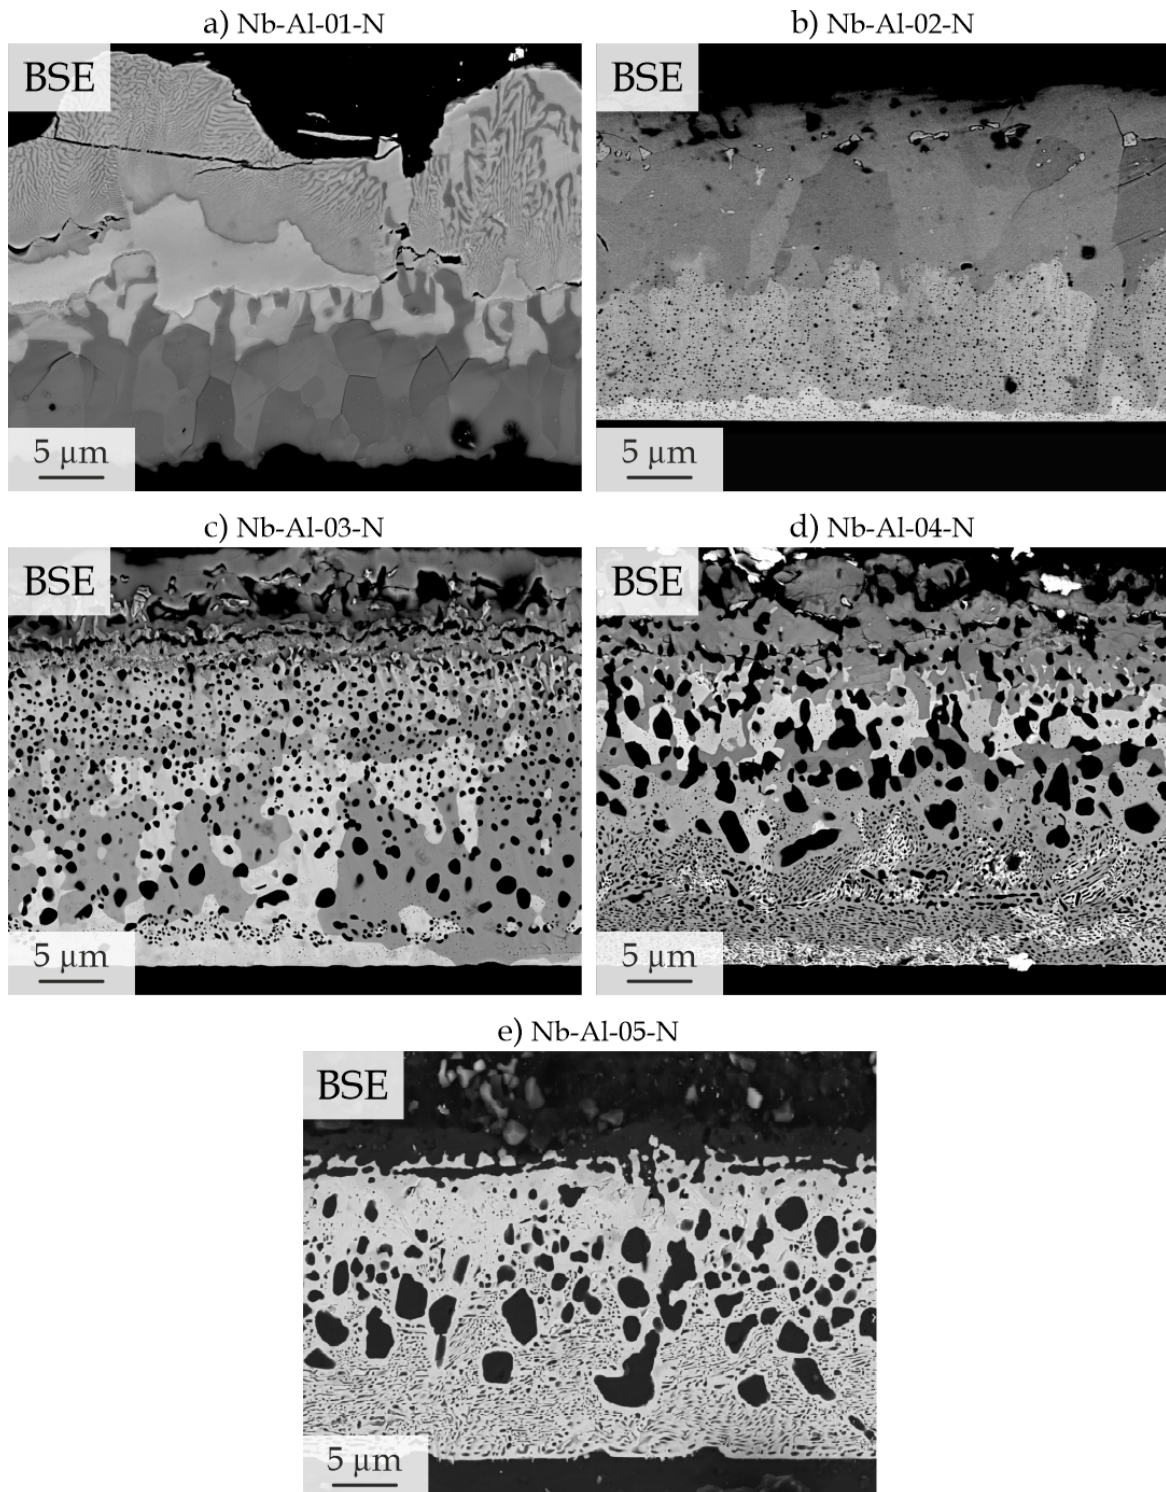 a) Nb-Al-01-N
BSE
5 µm
b) Nb-Al-02-N
BSE
5 µm
c) Nb-Al-03-N
BSE
5 µm
d) Nb-Al-04-N
BSE
5 µm
e) Nb-Al-05-N
BSE
5 µm